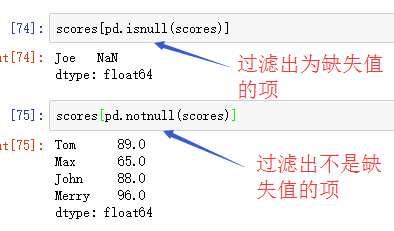 [74]: scores[pd.isnull(scores)]
t[74]: Joe NaN
dtype: float64
过滤出为缺失值
的项
[75]: scores[pd.notnull(scores)]
t[75]: Tom 89.0
Max 65.0
John 88.0
Merry 96.0
dtype: float64
过滤出不是缺
失值的项